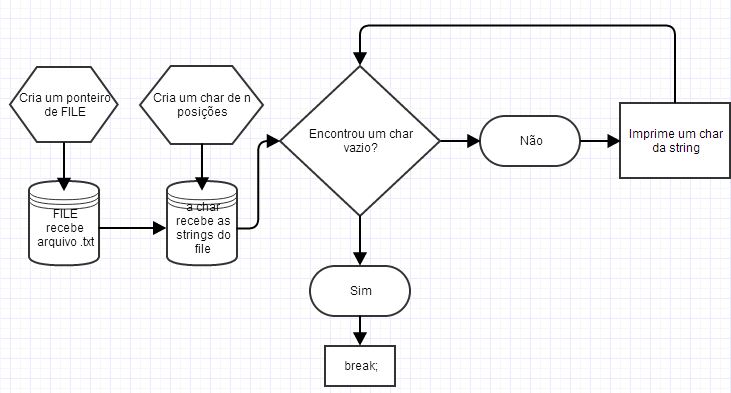 Cria um ponteiro
de FILE
Cria um char de n
posições
FILE
recebe
arquivo .txt
a char
recebe as
strings do
file
Encontrou um char
vazio?
Não
Imprime um char
da string
Sim
break;